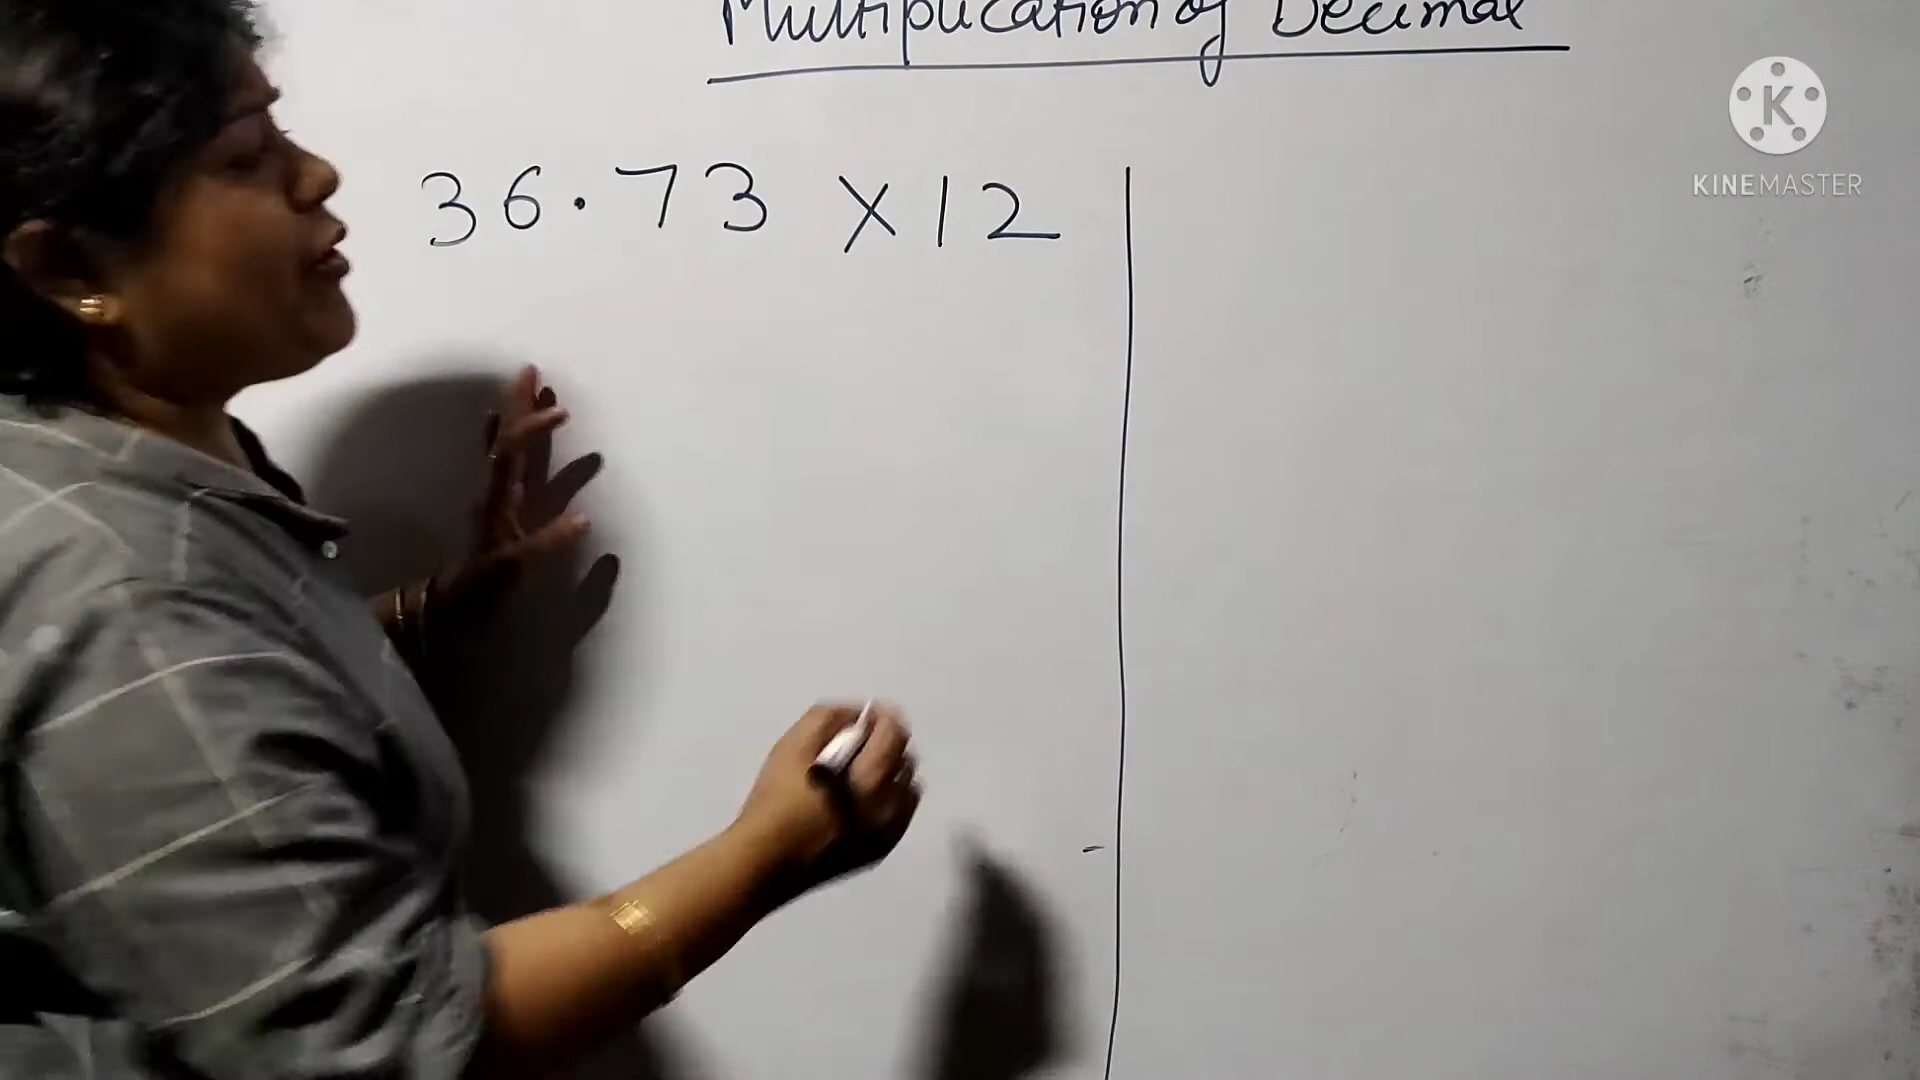 Multiplication of Decimal
36.73 × 12
K
KINEMASTER